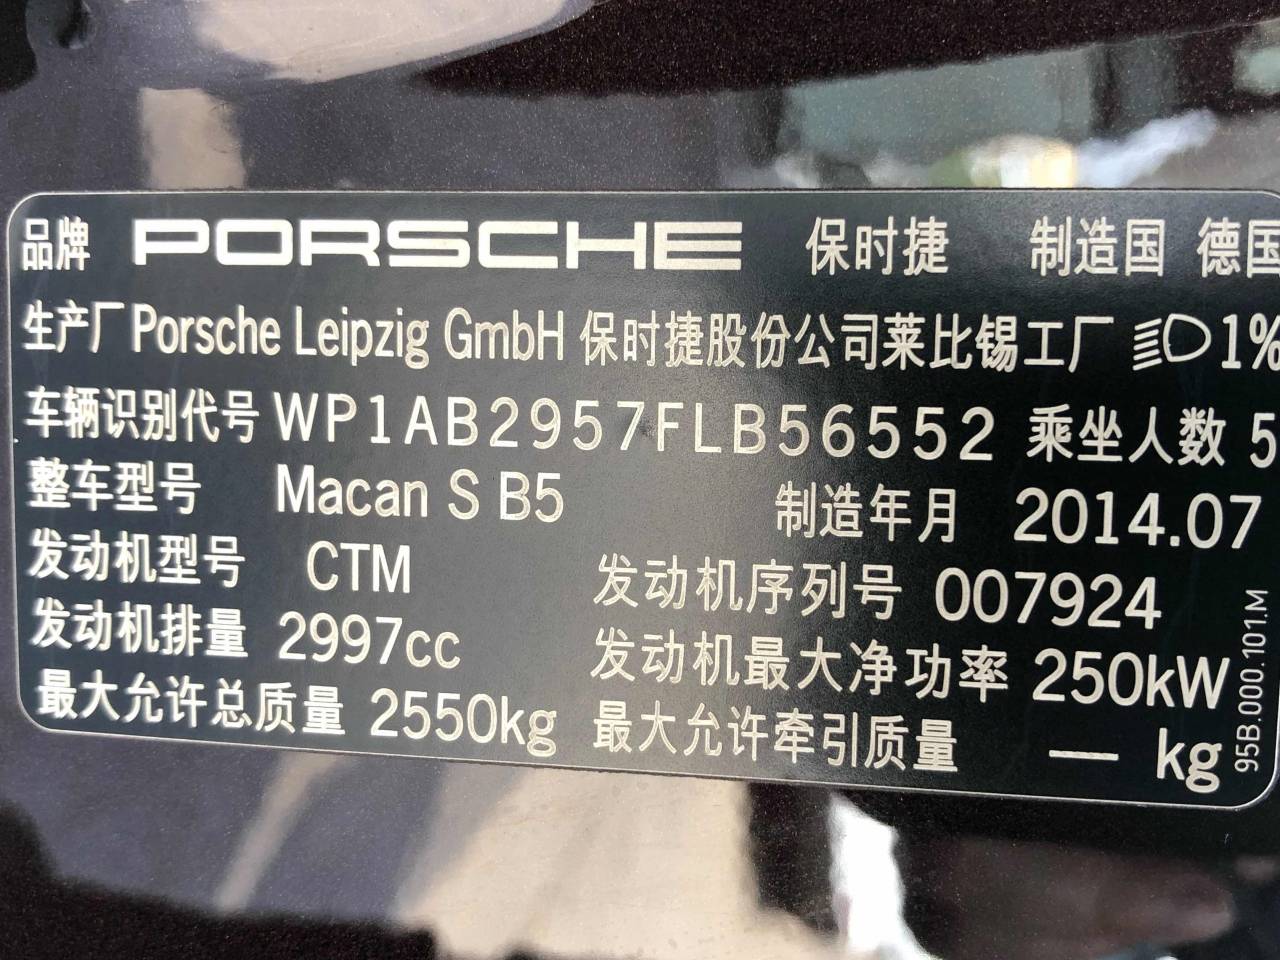 品牌 PORSCHE 保时捷 制造国 德国
生产厂 Porsche Leipzig GmbH 保时捷股份公司莱比锡工厂 1%
车辆识别代号 WP1AB2957FLB56552 乘坐人数 5
整车型号 Macan S B5 制造年月 2014.07
发动机型号 CTM 发动机序列号 007924
发动机排量 2997cc 发动机最大净功率 250kW
最大允许总质量 2550kg 最大允许牵引质量 — kg
95B.000.101.M